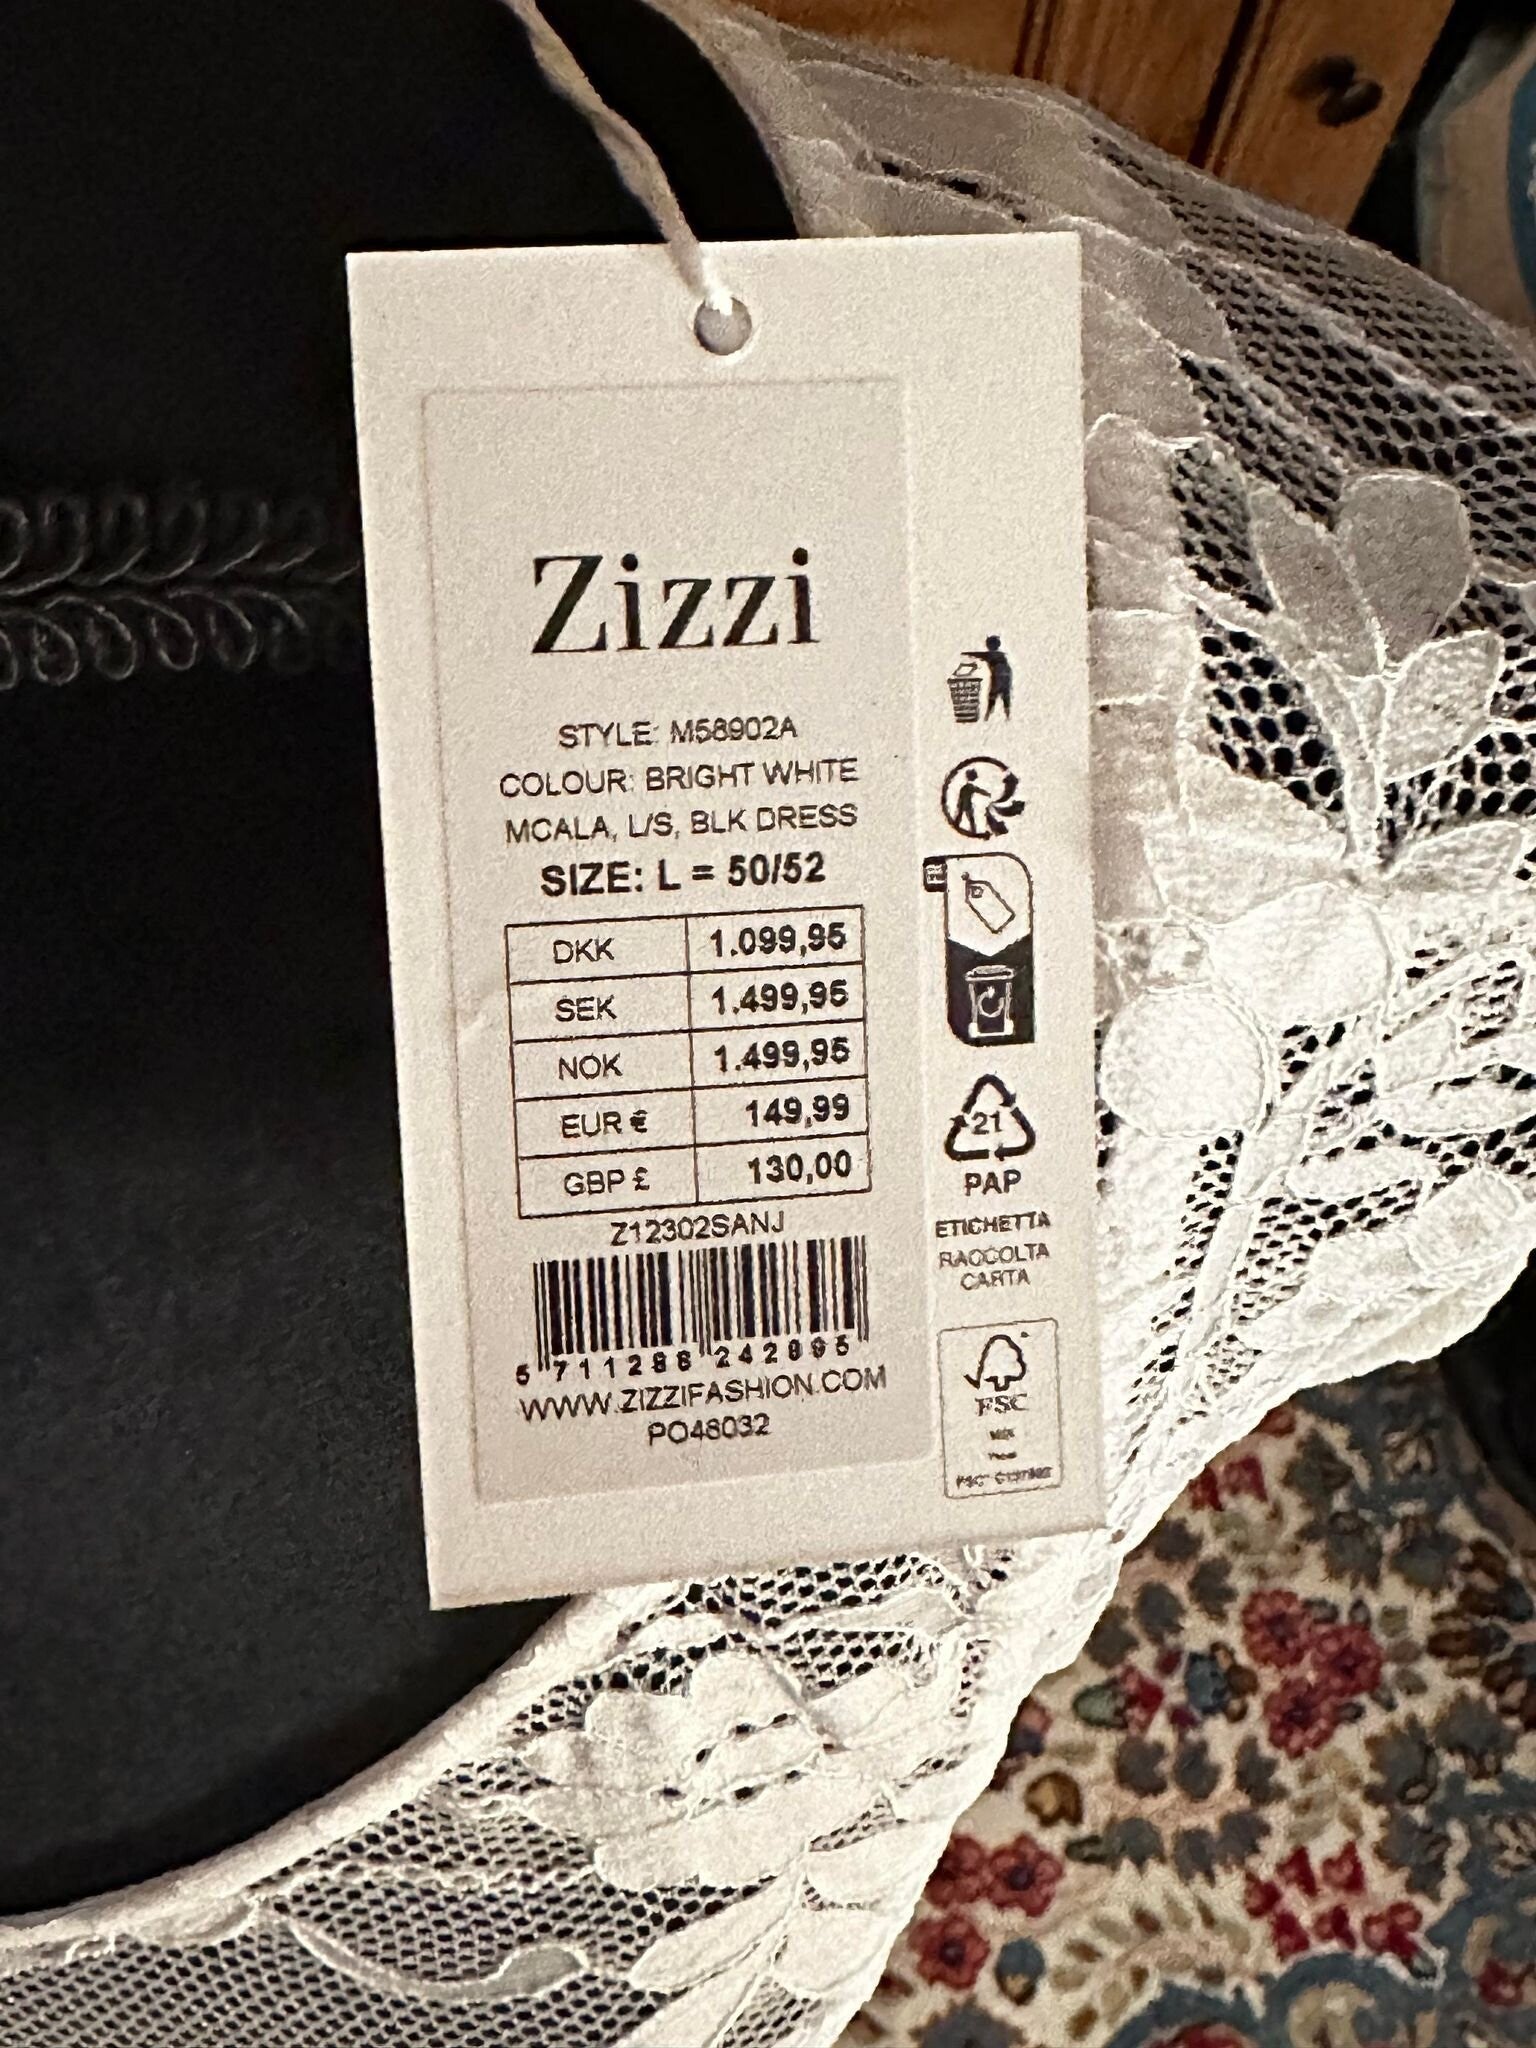 Zizzi
STYLE: M58902A
COLOUR: BRIGHT WHITE
MCALA, L/S, BLK DRESS
SIZE: L = 50/52
DKK 1.099,95
SEK 1.499,95
NOK 1.499,95
EUR € 149,99
GBP £ 130,00
Z12302SANJ
5 711288 242895
WWW.ZIZZIFASHION.COM
PO48032
21
PAP
ETICHETTA
RACCOLTA
CARTA
FSC